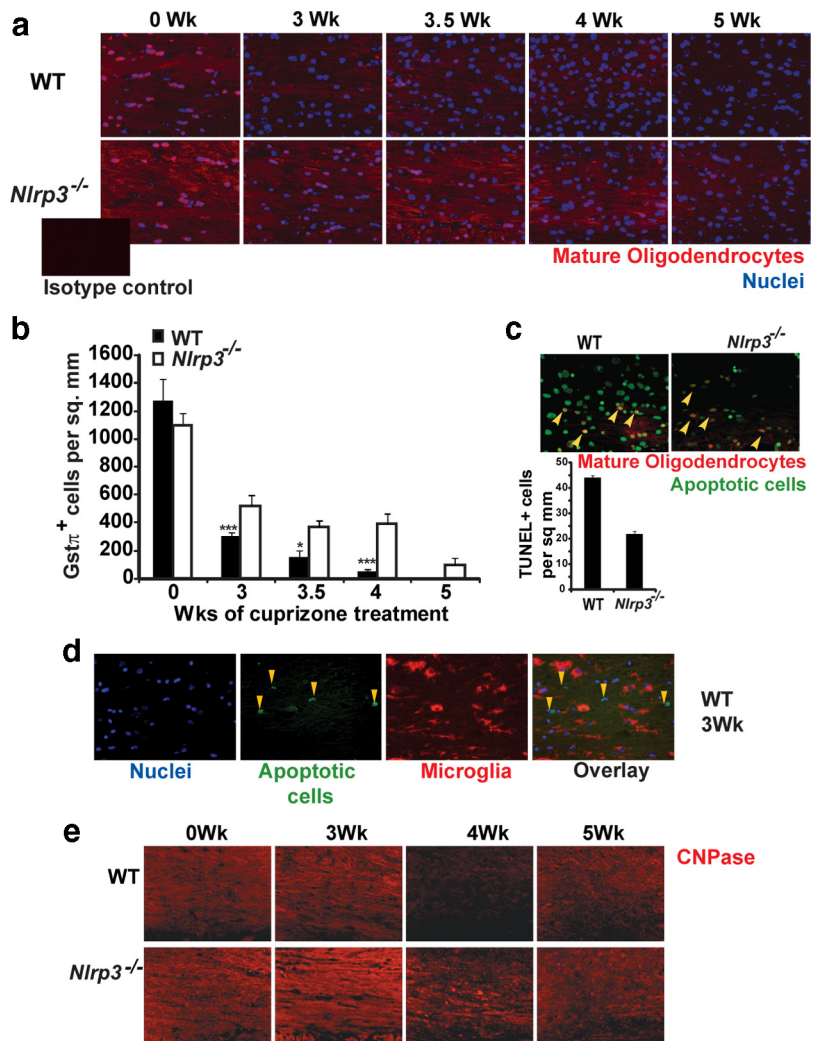 a
0 Wk 3 Wk 3.5 Wk 4 Wk 5 Wk
WT
Nlrp3-/-
Isotype control
Mature Oligodendrocytes
Nuclei
b
WT
Nlrp3-/-
Gstπ+ cells per sq. mm
1600
1400
1200
1000
800
600
400
200
0
***
*
***
0 3 3.5 4 5
Wks of cuprizone treatment
c
WT Nlrp3-/-
Mature Oligodendrocytes
Apoptotic cells
TUNEL+ cells
per sq mm
50
40
30
20
10
0
WT Nlrp3-/-
d
WT
3Wk
Nuclei Apoptotic Microglia Overlay
cells
e
0Wk 3Wk 4Wk 5Wk
WT
CNPase
Nlrp3-/-